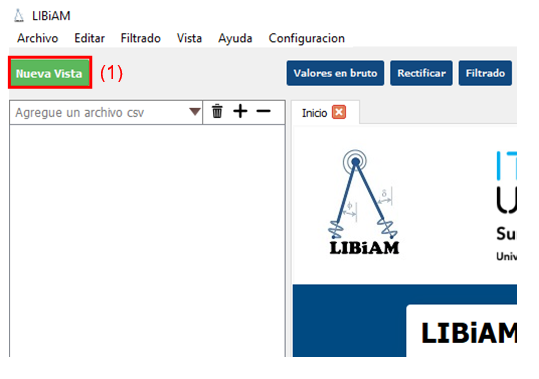 LIBiAM
Archivo Editar Filtrado Vista Ayuda Configuracion
Nueva Vista (1) Valores en bruto Rectificar Filtrado
Agregue un archivo csv
Inicio
ϕ δ
LIBiAM
Su
Univ
LIBiAM